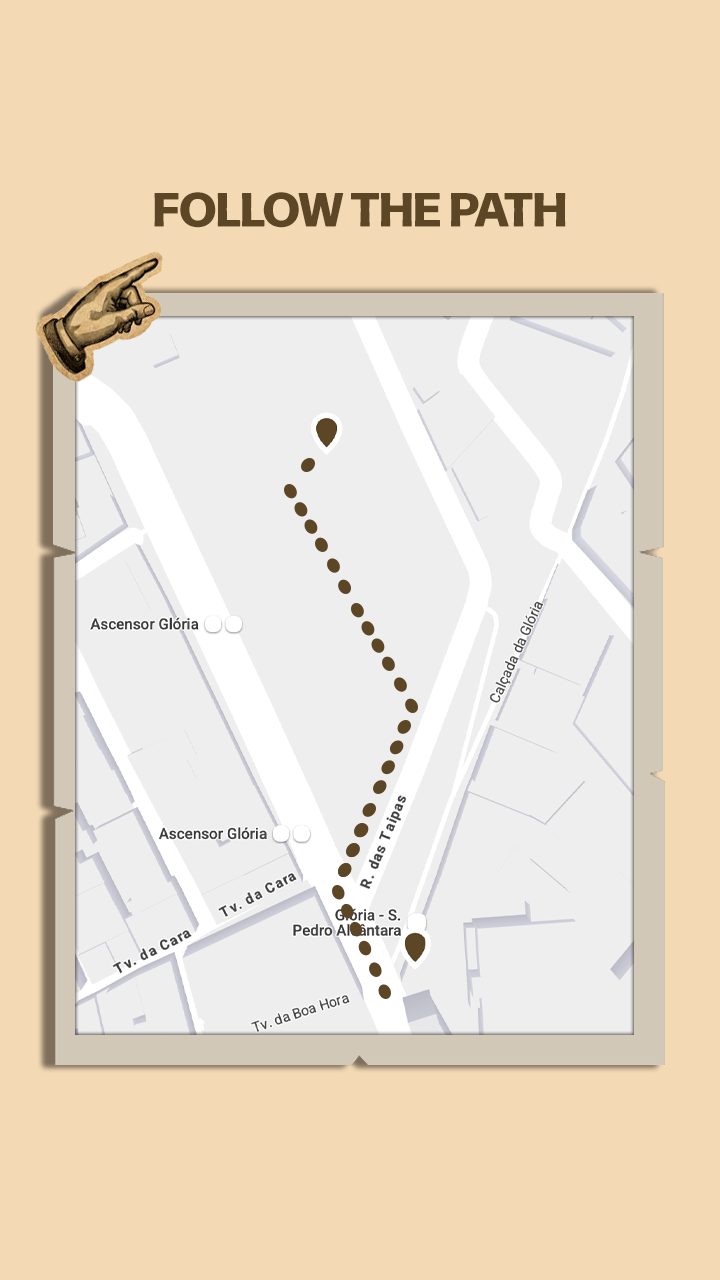 FOLLOW THE PATH
Calçada da Glória
Ascensor Glória
R. das Taipas
Ascensor Glória
Tv. da Cara
Glória - S.
Pedro Alcântara
Tv. da Cara
Tv. da Boa Hora